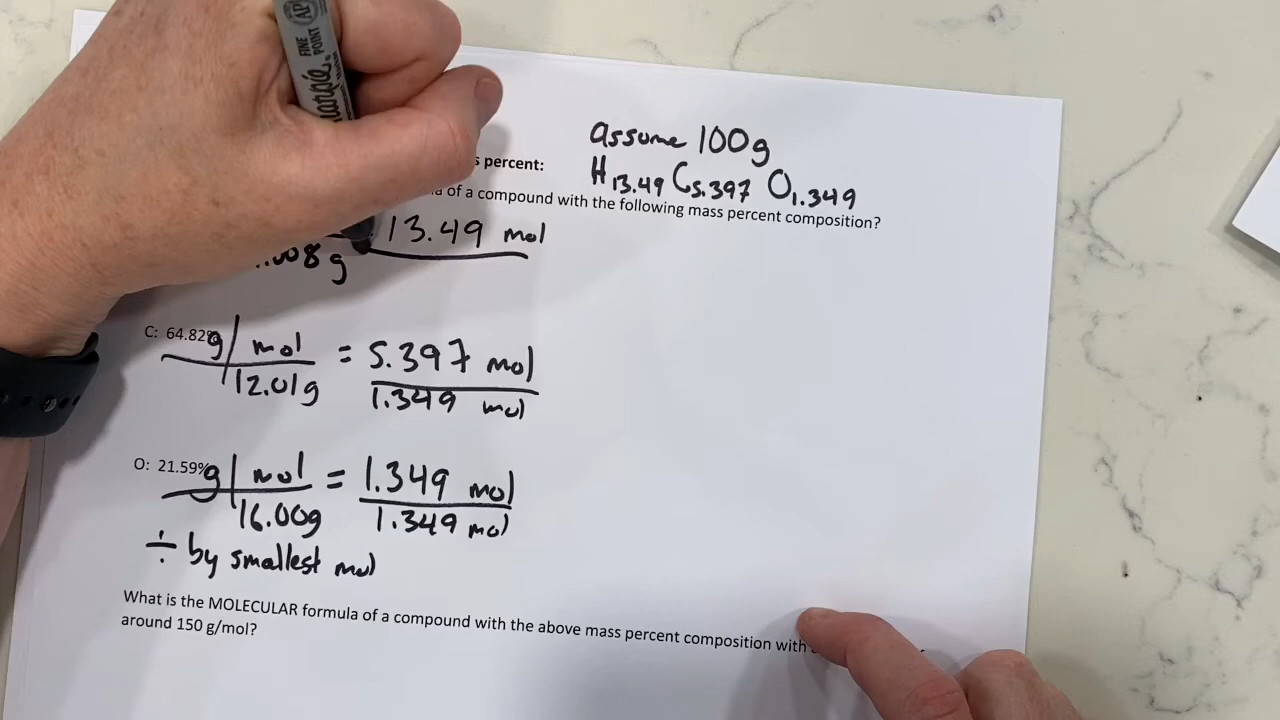 FINE POINT
AP
assume 100g
s percent:
H13.49 C5.397 O1.349
of a compound with the following mass percent composition?
13.49 mol
g
C: 64.82 g | mol = 5.397 mol
12.01g 1.349 mol
O: 21.59% g | mol = 1.349 mol
16.00g 1.349 mol
÷ by smallest mol
What is the MOLECULAR formula of a compound with the above mass percent composition with
around 150 g/mol?